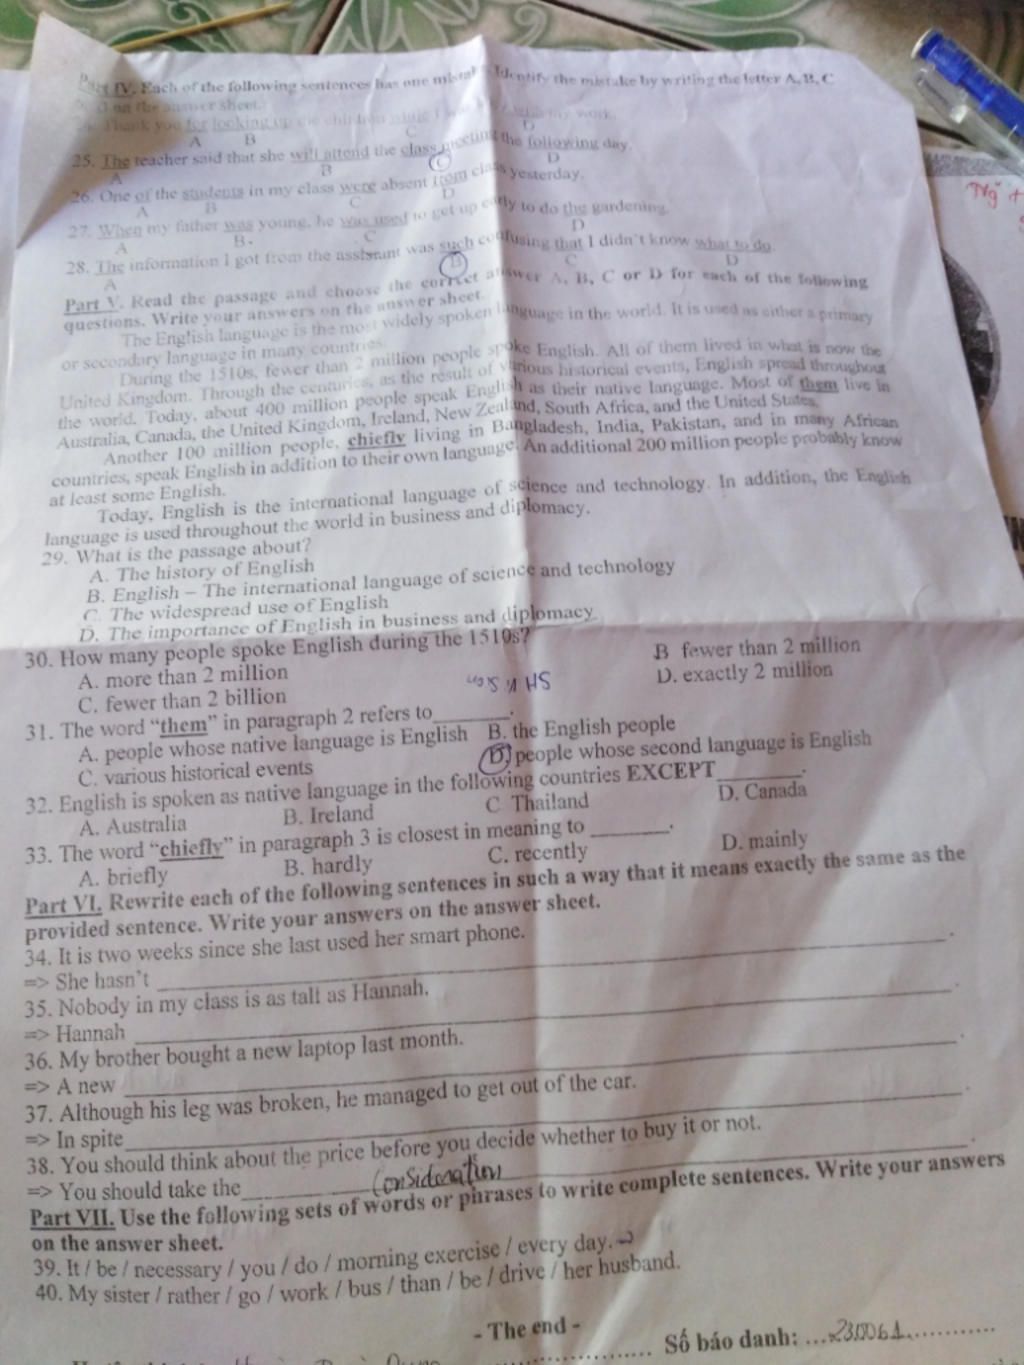 Part IV. Each of the following sentences has one mistake. Identify the mistake by writing the letter A, B, C
D on the answer sheet.
Thank you for looking up the children while I was my work.
A B C D
25. The teacher said that she will attend the class meeting the following day.
A B C D
26. One of the students in my class were absent from class yesterday.
A B C D
27. When my father was young, he was used to get up early to do the gardening.
A B C D
28. The information I got from the assistant was such confusing that I didn't know what to do.
A B C D
Part V. Read the passage and choose the correct answer A, B, C or D for each of the following
questions. Write your answers on the answer sheet.
The English language is the most widely spoken language in the world. It is used as either a primary
or secondary language in many countries.
During the 1510s, fewer than 2 million people spoke English. All of them lived in what is now the
United Kingdom. Through the centuries, as the result of various historical events, English spread throughout
the world. Today, about 400 million people speak English as their native language. Most of them live in
Australia, Canada, the United Kingdom, Ireland, New Zealand, South Africa, and the United States.
Another 100 million people, chiefly living in Bangladesh, India, Pakistan, and in many African
countries, speak English in addition to their own language. An additional 200 million people probably know
at least some English.
Today, English is the international language of science and technology. In addition, the English
language is used throughout the world in business and diplomacy.
29. What is the passage about?
A. The history of English
B. English – The international language of science and technology
C. The widespread use of English
D. The importance of English in business and diplomacy
30. How many people spoke English during the 1510s?
A. more than 2 million B fewer than 2 million
C. fewer than 2 billion D. exactly 2 million
31. The word "them" in paragraph 2 refers to_______.
A. people whose native language is English B. the English people
C. various historical events D. people whose second language is English
32. English is spoken as native language in the following countries EXCEPT_______.
A. Australia B. Ireland C Thailand D. Canada
33. The word "chiefly" in paragraph 3 is closest in meaning to _______.
A. briefly B. hardly C. recently D. mainly
Part VI. Rewrite each of the following sentences in such a way that it means exactly the same as the
provided sentence. Write your answers on the answer sheet.
34. It is two weeks since she last used her smart phone.
=> She hasn't _______.
35. Nobody in my class is as tall as Hannah.
=> Hannah _______.
36. My brother bought a new laptop last month.
=> A new _______.
37. Although his leg was broken, he managed to get out of the car.
=> In spite_______.
38. You should think about the price before you decide whether to buy it or not.
=> You should take the_______ Consideration _______.
Part VII. Use the following sets of words or phrases to write complete sentences. Write your answers
on the answer sheet.
39. It / be / necessary / you / do / morning exercise / every day.
40. My sister / rather / go / work / bus / than / be / drive / her husband.
- The end -
Số báo danh: